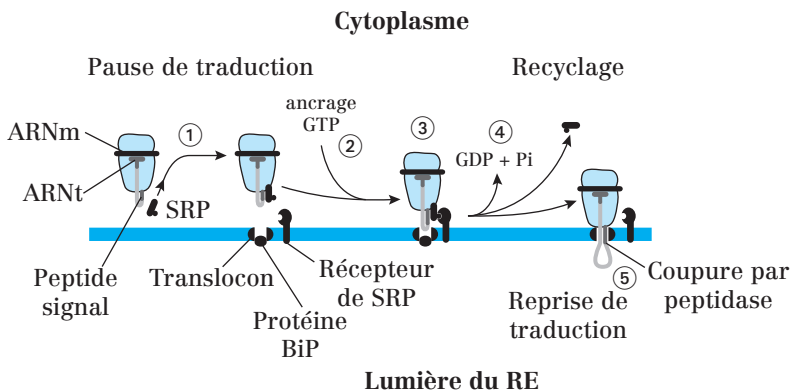 Cytoplasme
Pause de traduction
Recyclage
ancrage
GTP
ARNm
①
②
③
④
GDP + Pi
ARNt
SRP
Peptide
signal
Translocon
Protéine
BiP
Récepteur
de SRP
⑤
Coupure par
peptidase
Reprise de
traduction
Lumière du RE